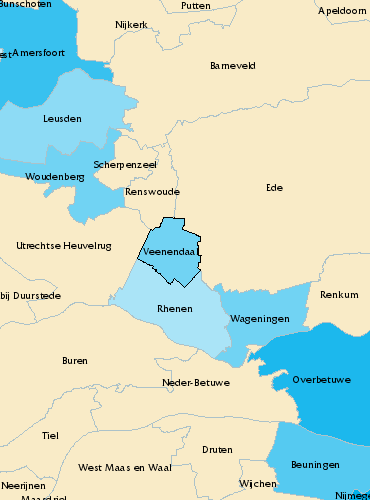 Bunschoten
Putten
Apeldoorn
Nijkerk
est
Amersfoort
Barneveld
Leusden
Scherpenzeel
Woudenberg
Renswoude
Ede
Utrechtse Heuvelrug
Veenendaal
bij Duurstede
Renkum
Rhenen
Wageningen
Buren
Neder-Betuwe
Overbetuwe
Tiel
Druten
West Maas en Waal
Beuningen
Neerijnen
Wijchen
Maasdriel
Nijmege